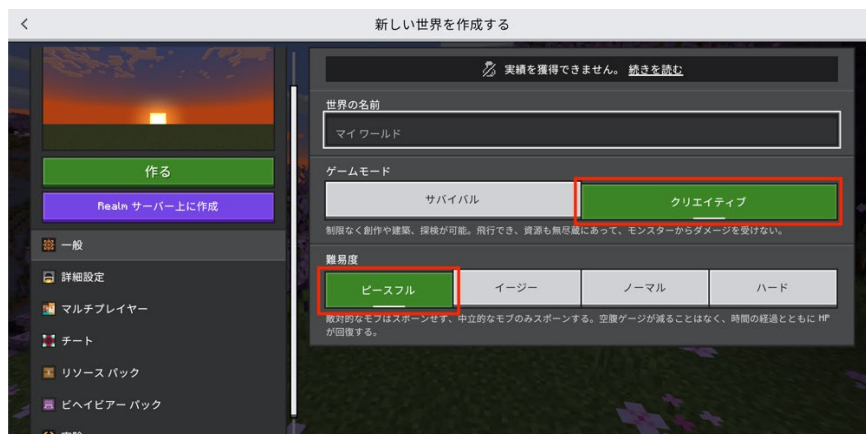 新しい世界を作成する
実績を獲得できません。 続きを読む
世界の名前
マイ ワールド
作る
Realm サーバー上に作成
一般
詳細設定
マルチプレイヤー
チート
リソース パック
ビヘイビアー パック
ゲームモード
サバイバル
クリエイティブ
制限なく創作や建築、探検が可能。飛行でき、資源も無尽蔵にあって、モンスターからダメージを受けない。
難易度
ピースフル
イージー
ノーマル
ハード
敵対的なモブはスポーンせず、中立的なモブのみスポーンする。空腹ゲージが減ることはなく、時間の経過とともに HP
が回復する。